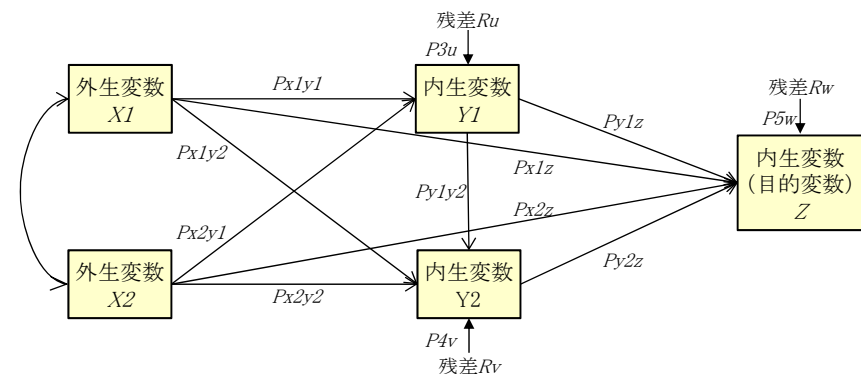 残差Ru
P3u
外生変数
X1
Px1y1
内生変数
Y1
Py1z
残差Rw
P5w
Px1y2
Px1z
内生変数
(目的変数)
Z
Py1y2
Px2z
Px2y1
外生変数
X2
Px2y2
内生変数
Y2
Py2z
P4v
残差Rv